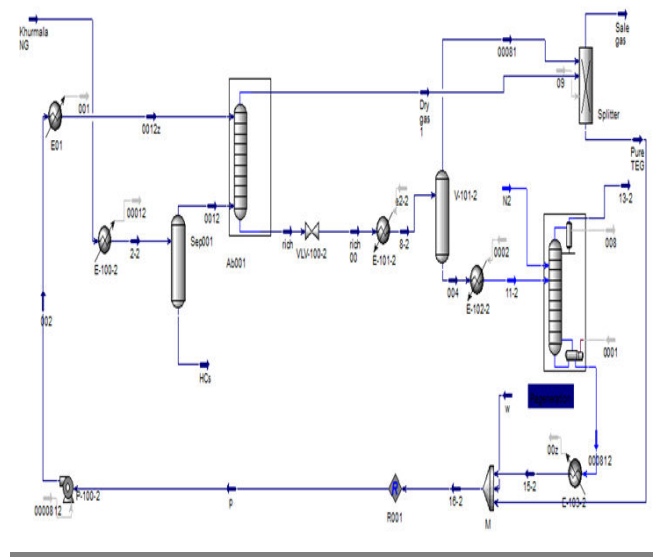 Khurmala
NG
001
E01
0012z
00012
E-100-2
2-2
Sep001
0012
HCs
Ab001
Dry
gas
1
rich
VLV-100-2
rich
00
E-101-2
8-2
V-101-2
00081
004
0002
E-102-2
11-2
N2
09
Sale
gas
Splitter
Pure
TEG
13-2
008
0001
000812
w
00z
E-103-2
15-2
M
16-2
R
R001
P
P-100-2
0000812
002